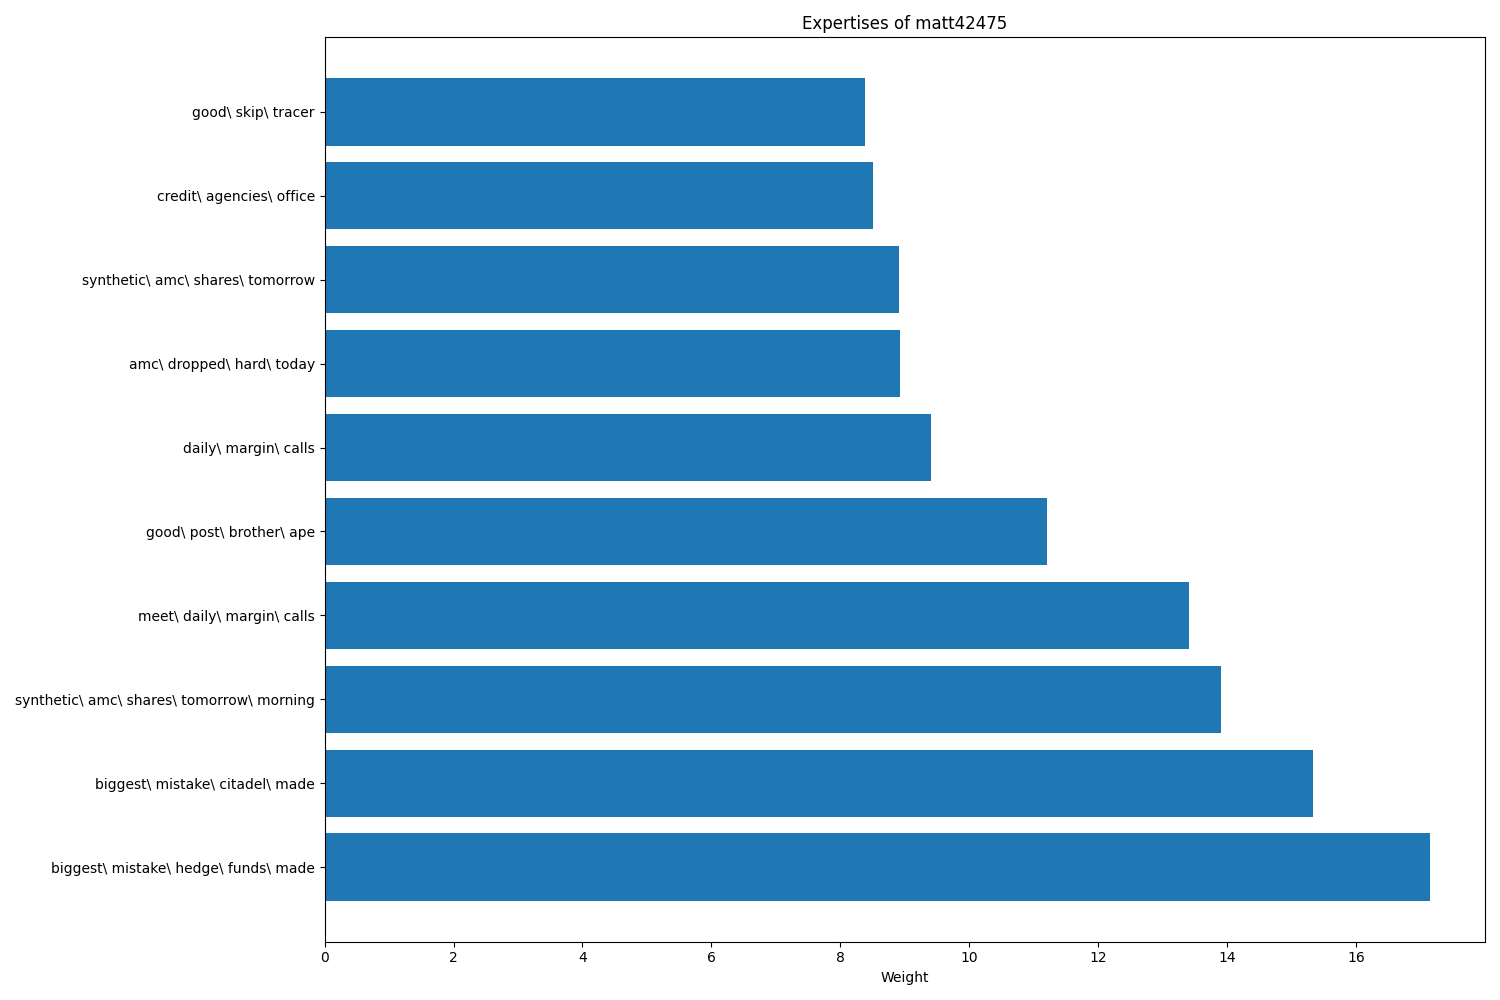 Expertises of matt42475
good\ skip\ tracer
credit\ agencies\ office
synthetic\ amc\ shares\ tomorrow
amc\ dropped\ hard\ today
daily\ margin\ calls
good\ post\ brother\ ape
meet\ daily\ margin\ calls
synthetic\ amc\ shares\ tomorrow\ morning
biggest\ mistake\ citadel\ made
biggest\ mistake\ hedge\ funds\ made
0 2 4 6 8 10 12 14 16
Weight